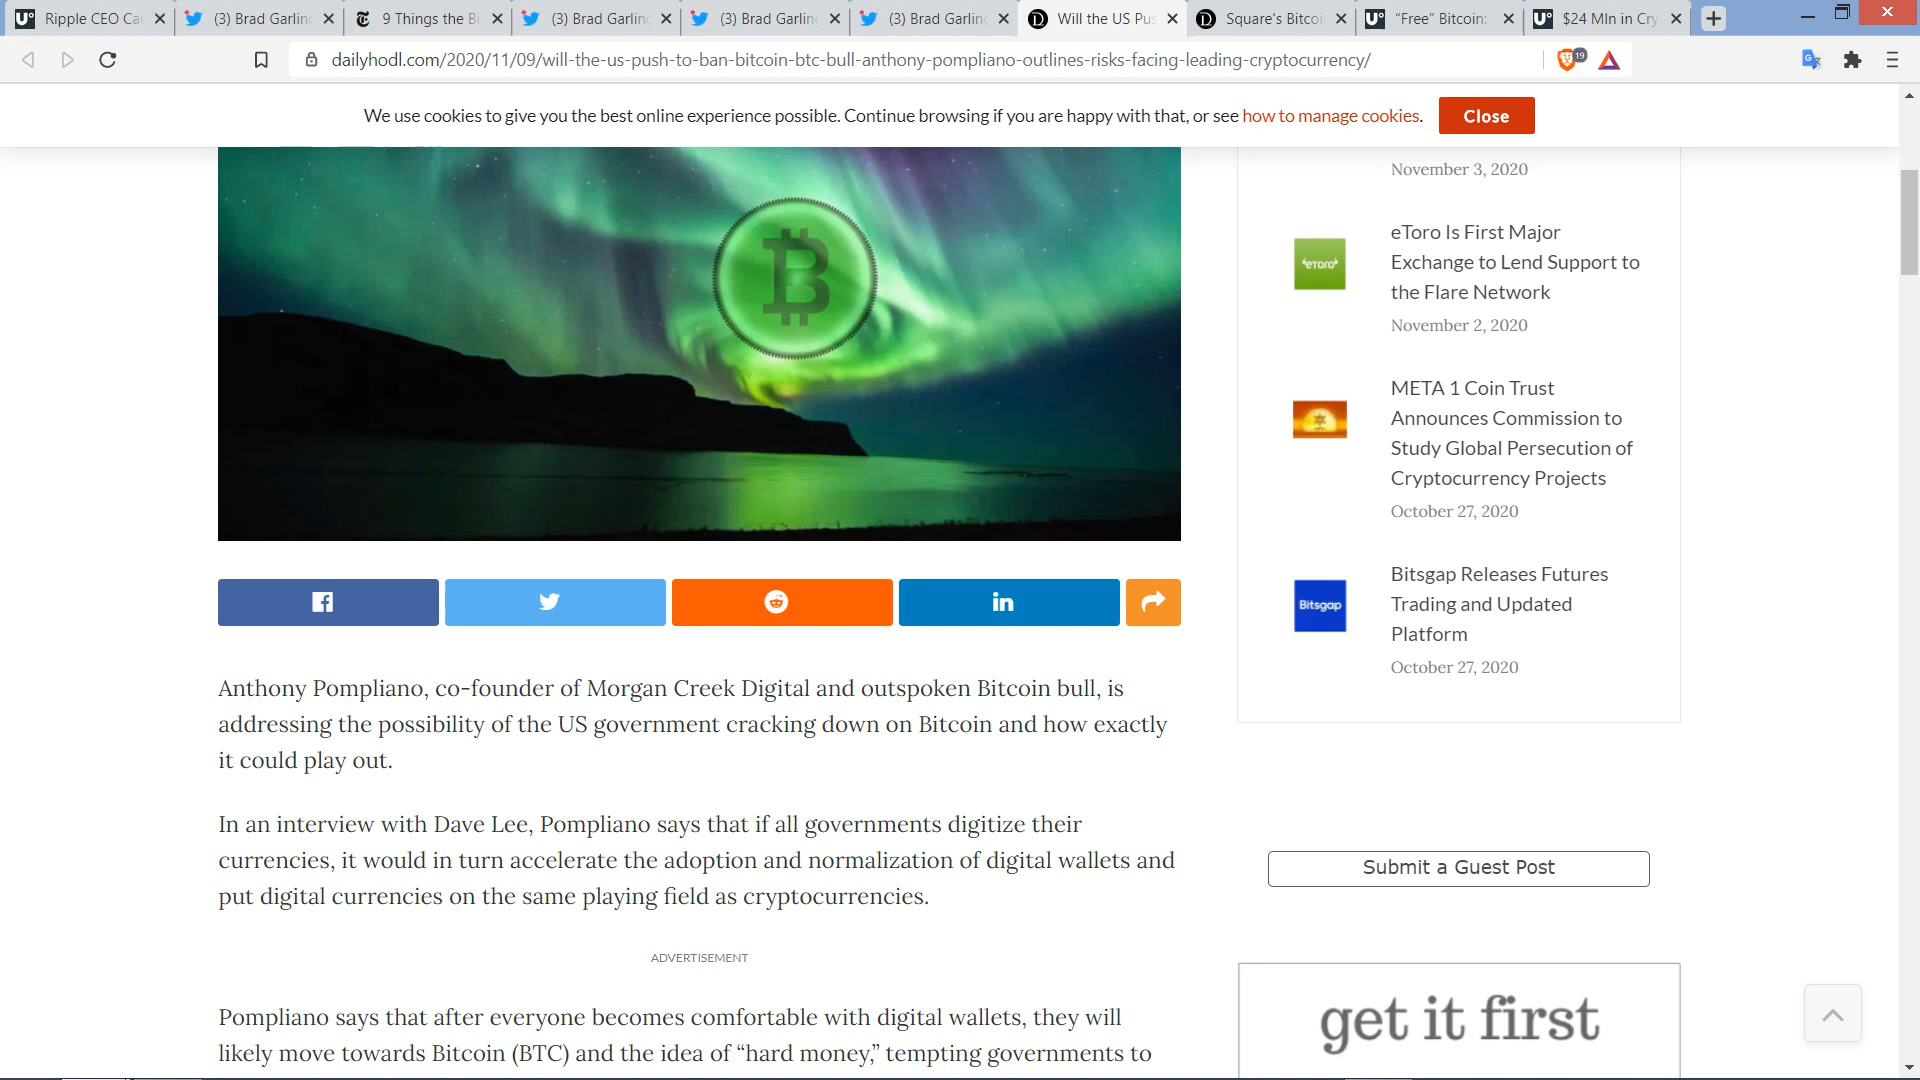 Ripple CEO Ca
(3) Brad Garling
9 Things the Bi
(3) Brad Garling
(3) Brad Garling
(3) Brad Garling
Will the US Pus
Square's Bitcoi
“Free” Bitcoin:
$24 Mln in Cry
dailyhodl.com/2020/11/09/will-the-us-push-to-ban-bitcoin-btc-bull-anthony-pompliano-outlines-risks-facing-leading-cryptocurrency/
19
We use cookies to give you the best online experience possible. Continue browsing if you are happy with that, or see how to manage cookies.
Close
Anthony Pompliano, co-founder of Morgan Creek Digital and outspoken Bitcoin bull, is
addressing the possibility of the US government cracking down on Bitcoin and how exactly
it could play out.
In an interview with Dave Lee, Pompliano says that if all governments digitize their
currencies, it would in turn accelerate the adoption and normalization of digital wallets and
put digital currencies on the same playing field as cryptocurrencies.
ADVERTISEMENT
Pompliano says that after everyone becomes comfortable with digital wallets, they will
likely move towards Bitcoin (BTC) and the idea of “hard money,” tempting governments to
November 3, 2020
eToro
eToro Is First Major
Exchange to Lend Support to
the Flare Network
November 2, 2020
META 1 Coin Trust
Announces Commission to
Study Global Persecution of
Cryptocurrency Projects
October 27, 2020
Bitsgap
Bitsgap Releases Futures
Trading and Updated
Platform
October 27, 2020
Submit a Guest Post
get it first